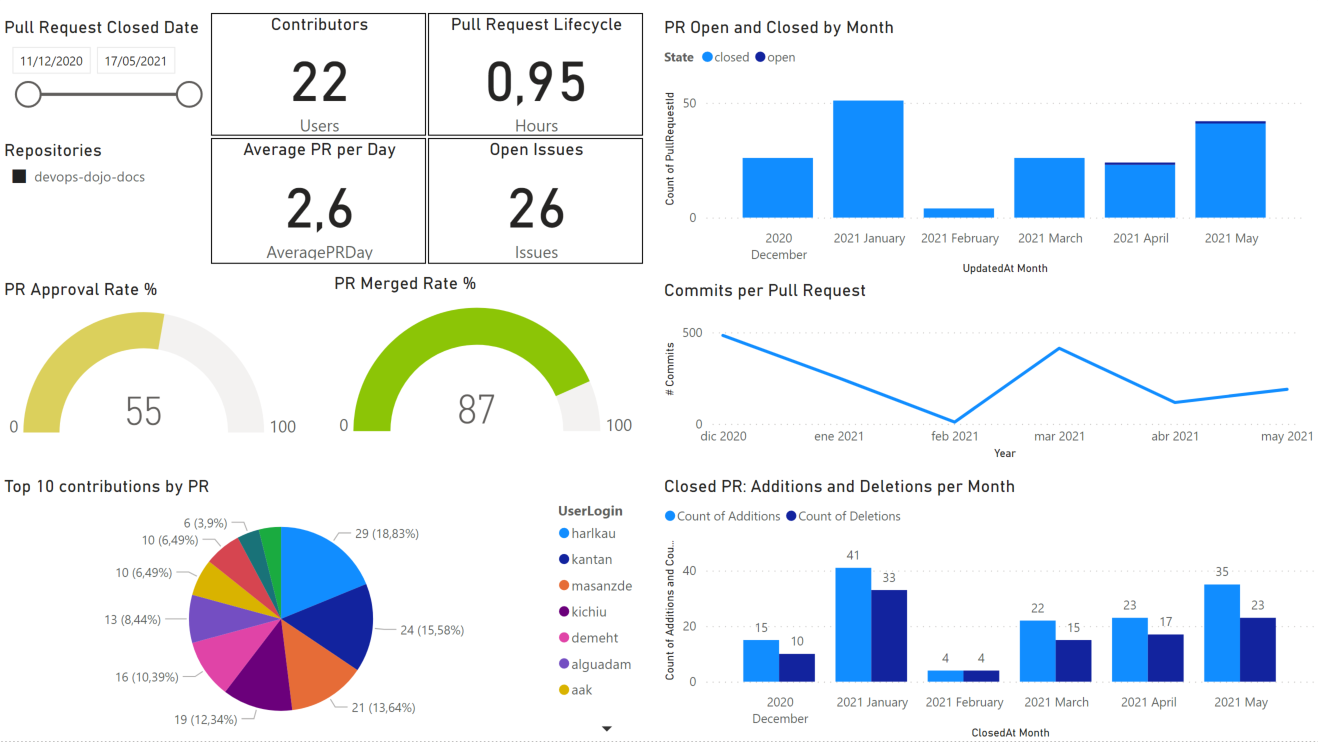 Pull Request Closed Date
11/12/2020
17/05/2021
Repositories
devops-dojo-docs
Contributors
22
Users
Pull Request Lifecycle
0,95
Hours
Average PR per Day
2,6
AveragePRDay
Open Issues
26
Issues
PR Open and Closed by Month
State closed open
Count of PullRequestId
50
0
2020
December
2021 January
2021 February
2021 March
2021 April
2021 May
UpdatedAt Month
PR Approval Rate %
55
0
100
PR Merged Rate %
87
0
100
Commits per Pull Request
# Commits
500
0
dic 2020
ene 2021
feb 2021
mar 2021
abr 2021
may 2021
Year
Top 10 contributions by PR
6 (3,9%)
10 (6,49%)
10 (6,49%)
13 (8,44%)
16 (10,39%)
19 (12,34%)
29 (18,83%)
24 (15,58%)
21 (13,64%)
UserLogin
harlkau
kantan
masanzde
kichiu
demeht
alguadam
aak
Closed PR: Additions and Deletions per Month
Count of Additions Count of Deletions
Count of Additions and Cou...
40
20
0
15
10
41
33
4
4
22
15
23
17
35
23
2020
December
2021 January
2021 February
2021 March
2021 April
2021 May
ClosedAt Month